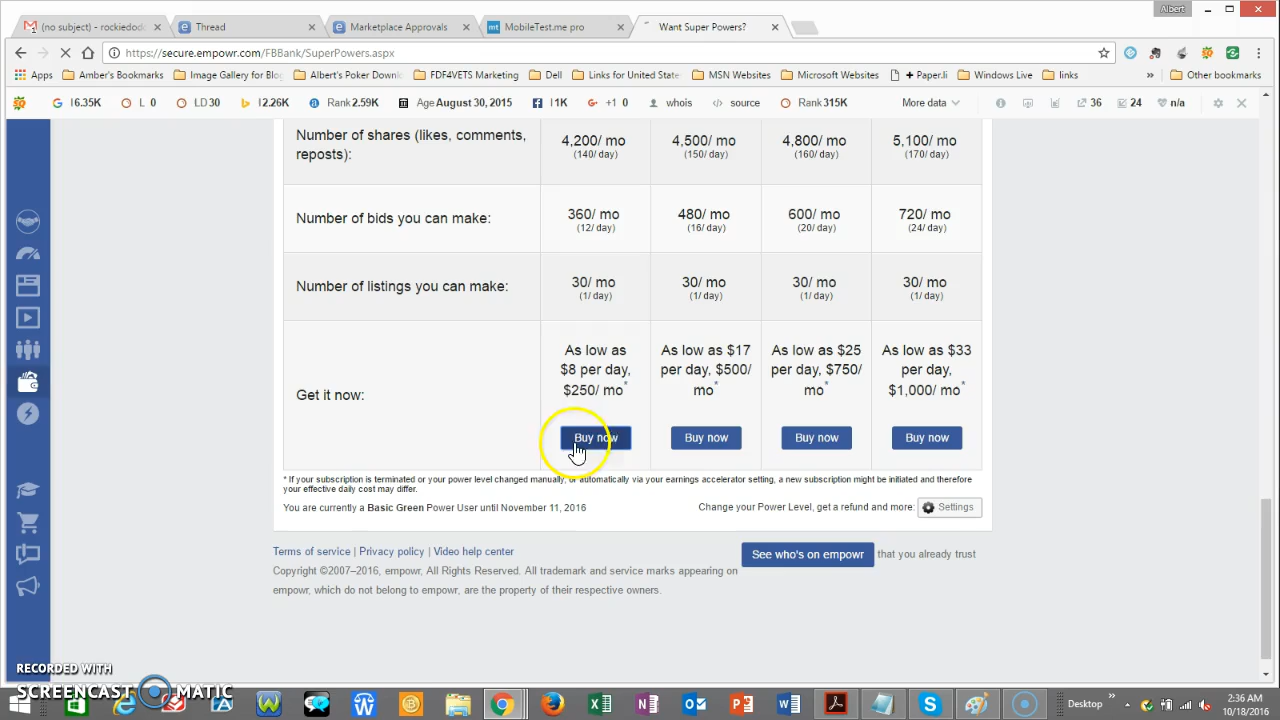 Albert
(no subject) - rockiedod
Thread
Marketplace Approvals
MobileTest.me pro
Want Super Powers?
https://secure.empowr.com/FBBank/SuperPowers.aspx
Apps
Amber's Bookmarks
Image Gallery for Blog
Albert's Poker Downl
FDF4VETS Marketing
Dell
Links for United State
MSN Websites
Microsoft Websites
+ Paper.li
Windows Live
links
»
Other bookmarks
I 6.35K
L 0
LD 30
I 2.26K
Rank 2.59K
Age August 30, 2015
I 1K
+1 0
whois
source
Rank 315K
More data
36
24
n/a
Number of shares (likes, comments,
reposts):
4,200/ mo
(140/ day)
4,500/ mo
(150/ day)
4,800/ mo
(160/ day)
5,100/ mo
(170/ day)
Number of bids you can make:
360/ mo
(12/ day)
480/ mo
(16/ day)
600/ mo
(20/ day)
720/ mo
(24/ day)
Number of listings you can make:
30/ mo
(1/ day)
30/ mo
(1/ day)
30/ mo
(1/ day)
30/ mo
(1/ day)
Get it now:
As low as
$8 per day,
$250/ mo*
Buy now
As low as $17
per day, $500/
mo*
Buy now
As low as $25
per day, $750/
mo*
Buy now
As low as $33
per day,
$1,000/ mo*
Buy now
* If your subscription is terminated or your power level changed manually, or automatically via your earnings accelerator setting, a new subscription might be initiated and therefore
your effective daily cost may differ.
You are currently a Basic Green Power User until November 11, 2016
Change your Power Level, get a refund and more:
Settings
Terms of service | Privacy policy | Video help center
See who's on empowr
that you already trust
Copyright ©2007–2016, empowr, All Rights Reserved. All trademark and service marks appearing on
empowr, which do not belong to empowr, are the property of their respective owners.
RECORDED WITH
SCREENCAST MATIC
Desktop
2:36 AM
10/18/2016